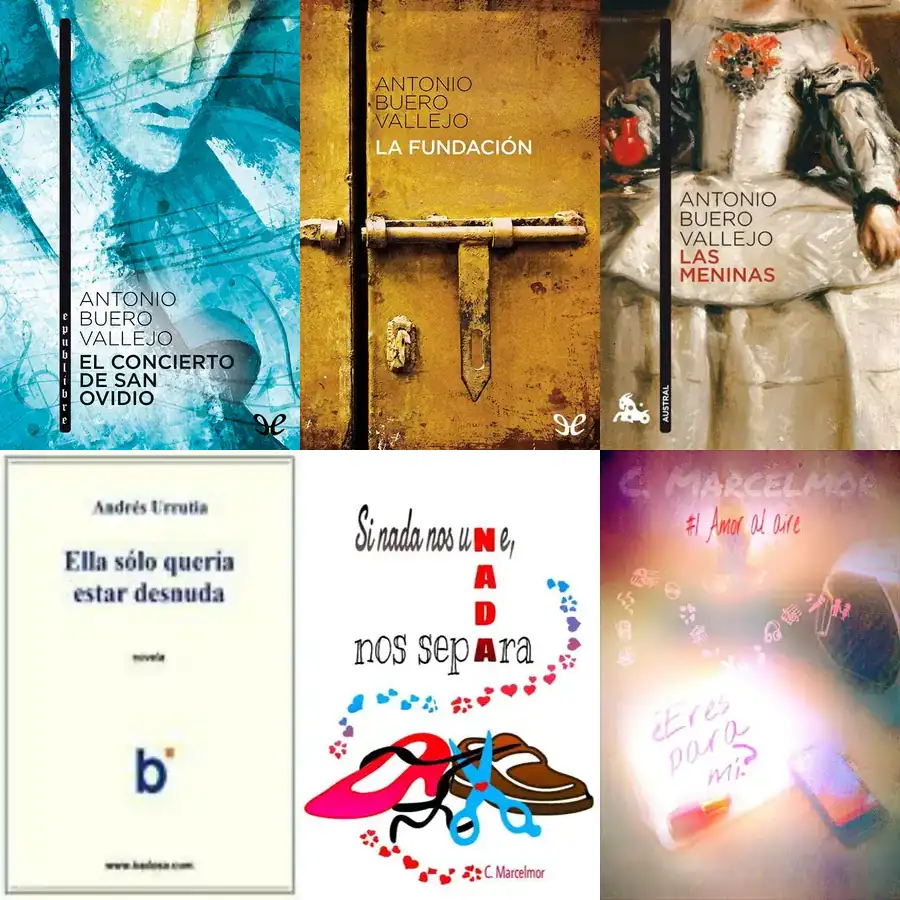 epublibre
ANTONIO
BUERO
VALLEJO
EL CONCIERTO
DE SAN
OVIDIO
ANTONIO
BUERO
VALLEJO
LA FUNDACIÓN
ANTONIO
BUERO
VALLEJO
LAS
MENINAS
AUSTRAL
Andrés Urrutia
Ella sólo quería
estar desnuda
novela
b
www.badosa.com
Si nada nos uNe,
A
D
nos sepAra
C. Marcelmor
C. MARCELMOR
#1 Amor al aire
¿Eres
para
mi?